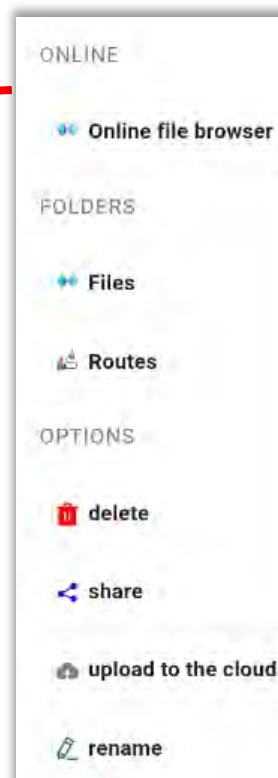 ONLINE
Online file browser
FOLDERS
Files
Routes
OPTIONS
delete
share
upload to the cloud
rename